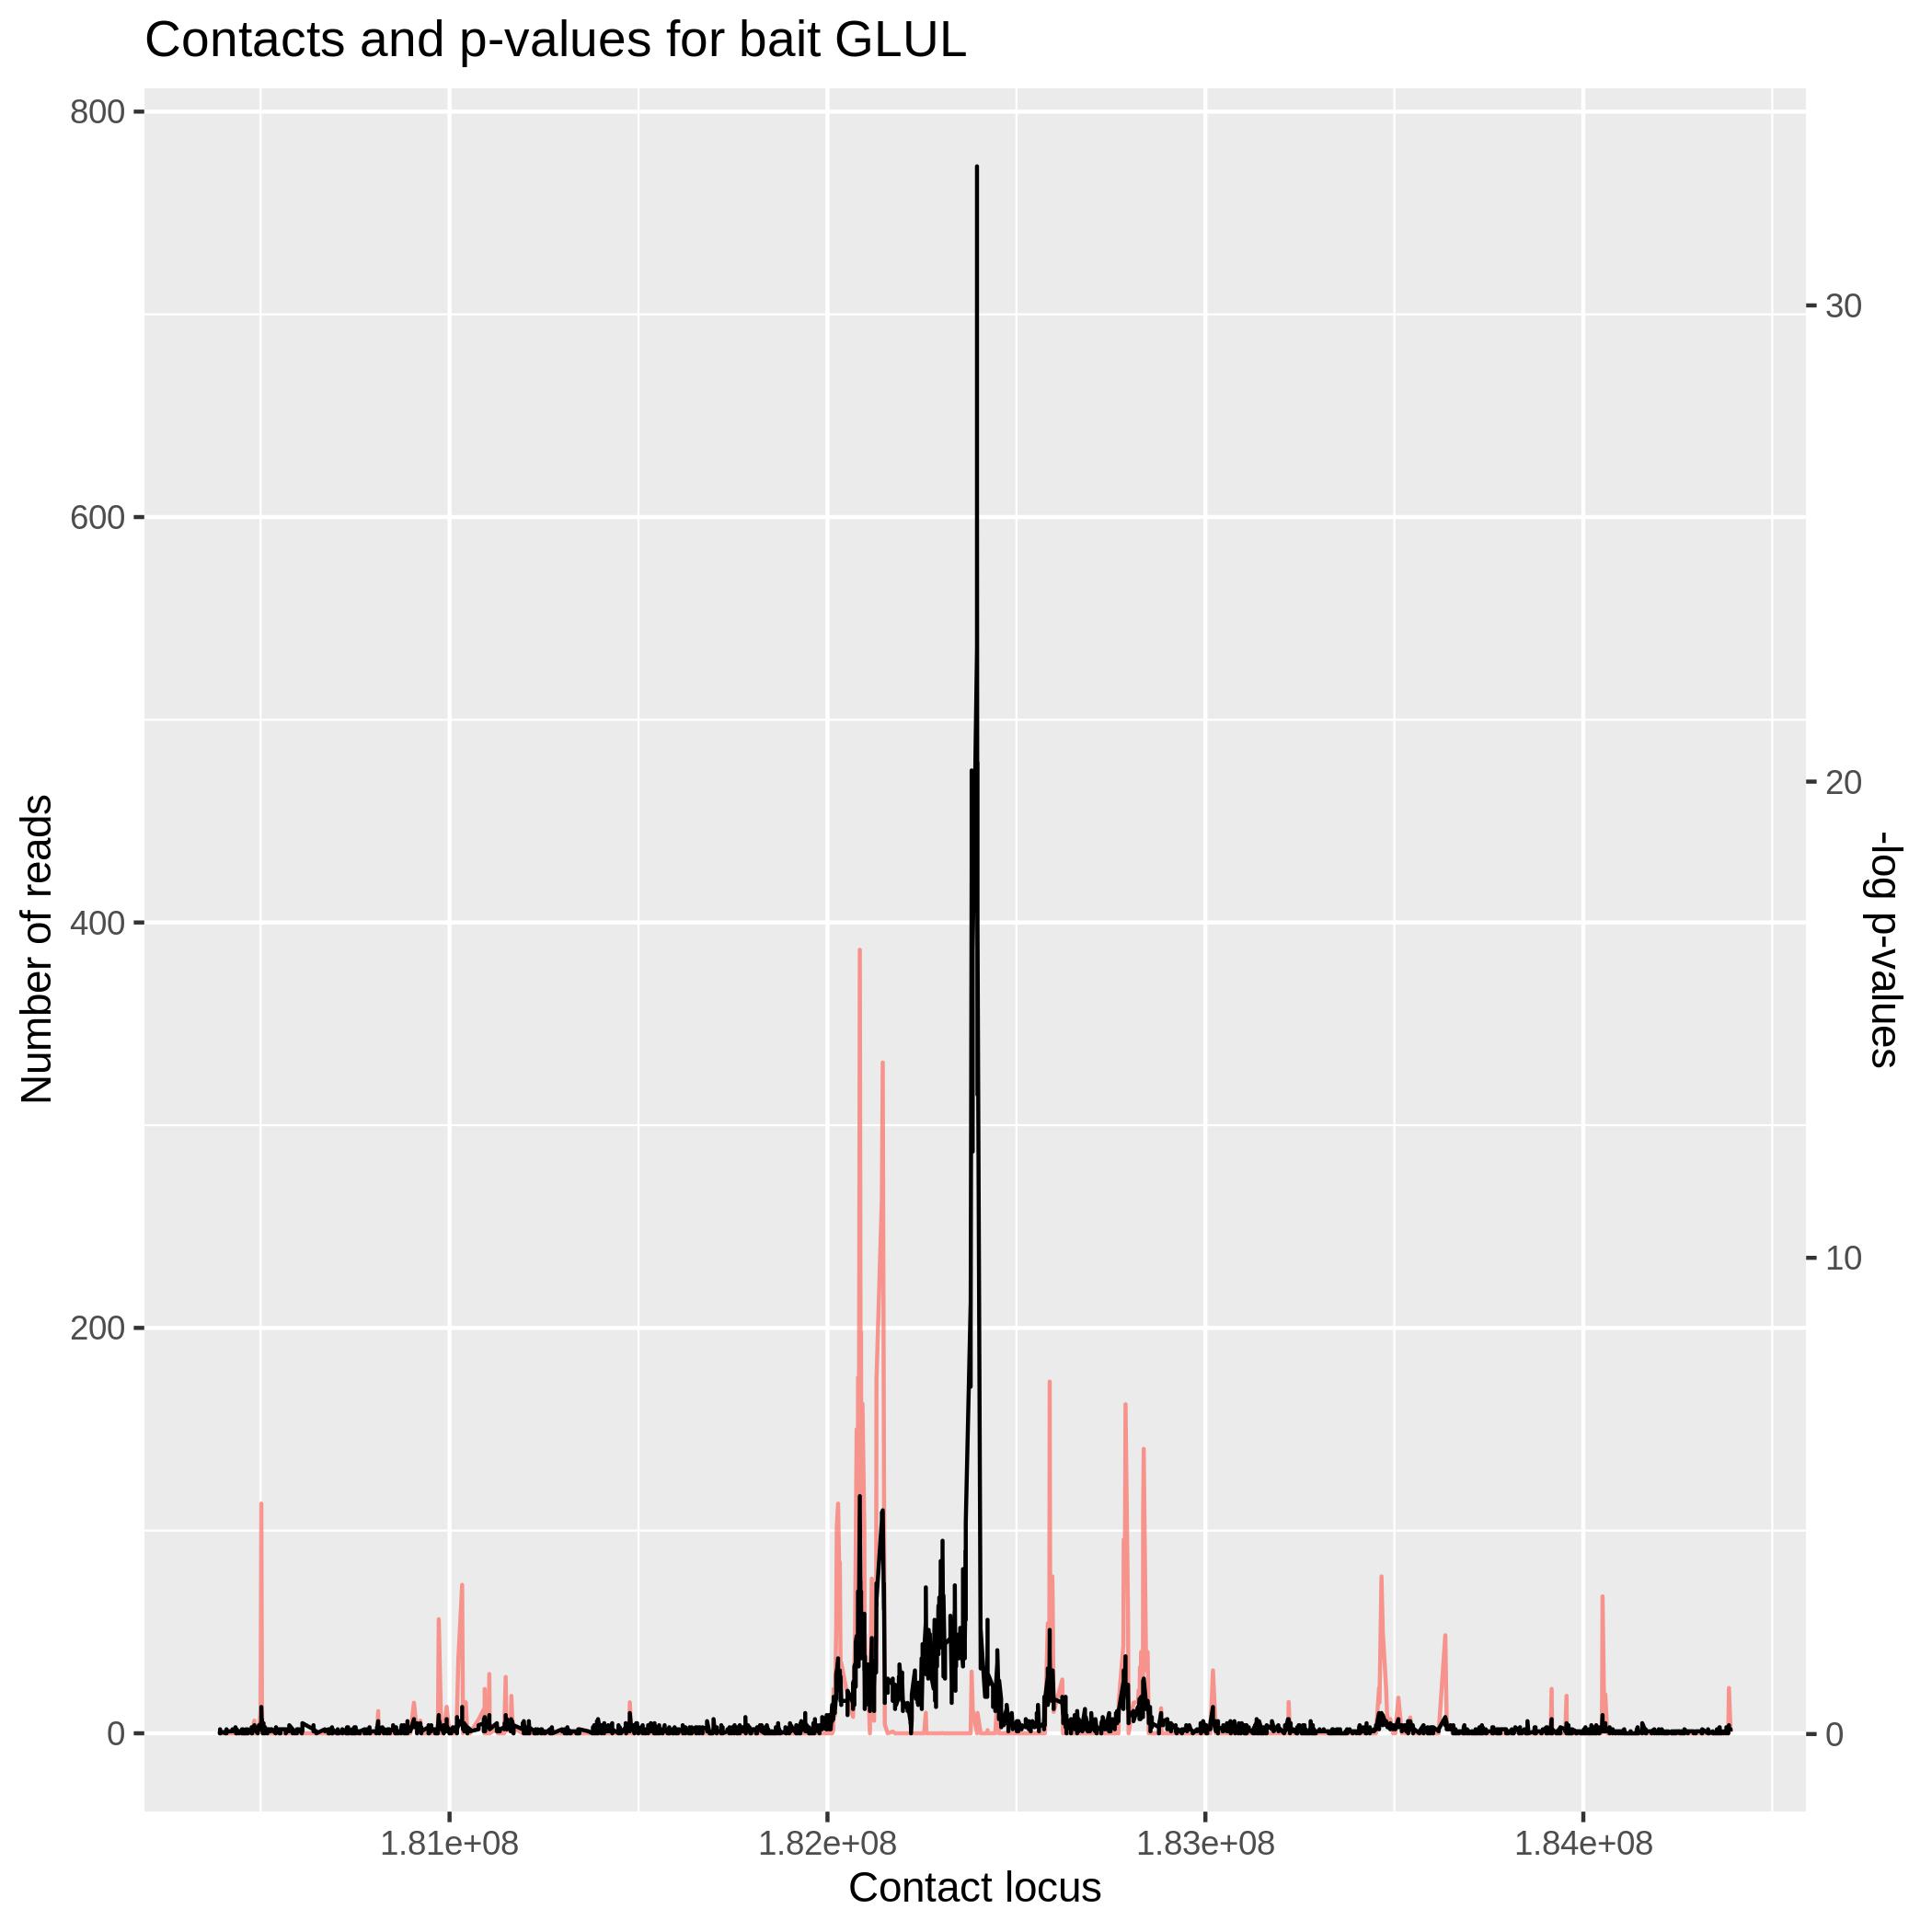 Contacts and p-values for bait GLUL
800
600
400
200
0
Number of reads
30
20
10
0
-log p-values
1.81e+08
1.82e+08
1.83e+08
1.84e+08
Contact locus